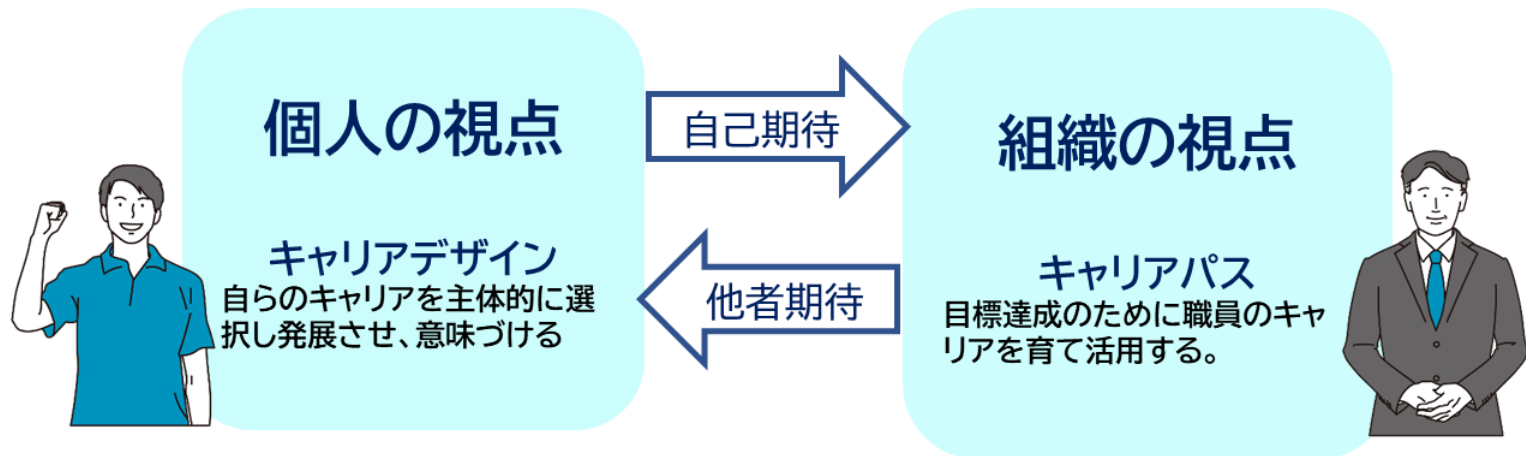 個人の視点
キャリアデザイン
自らのキャリアを主体的に選
択し発展させ、意味づける
自己期待
他者期待
組織の視点
キャリアパス
目標達成のために職員のキャ
リアを育て活用する。